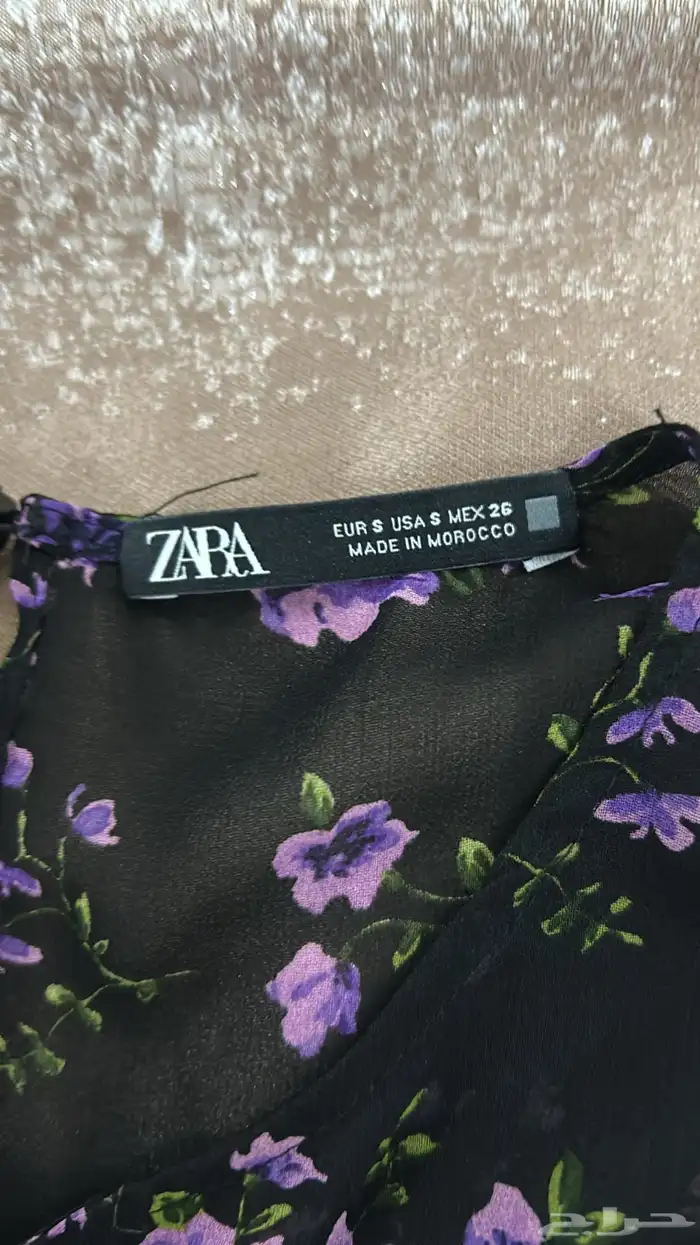 ZARA
EUR S USA S MEX 26
MADE IN MOROCCO
حراج